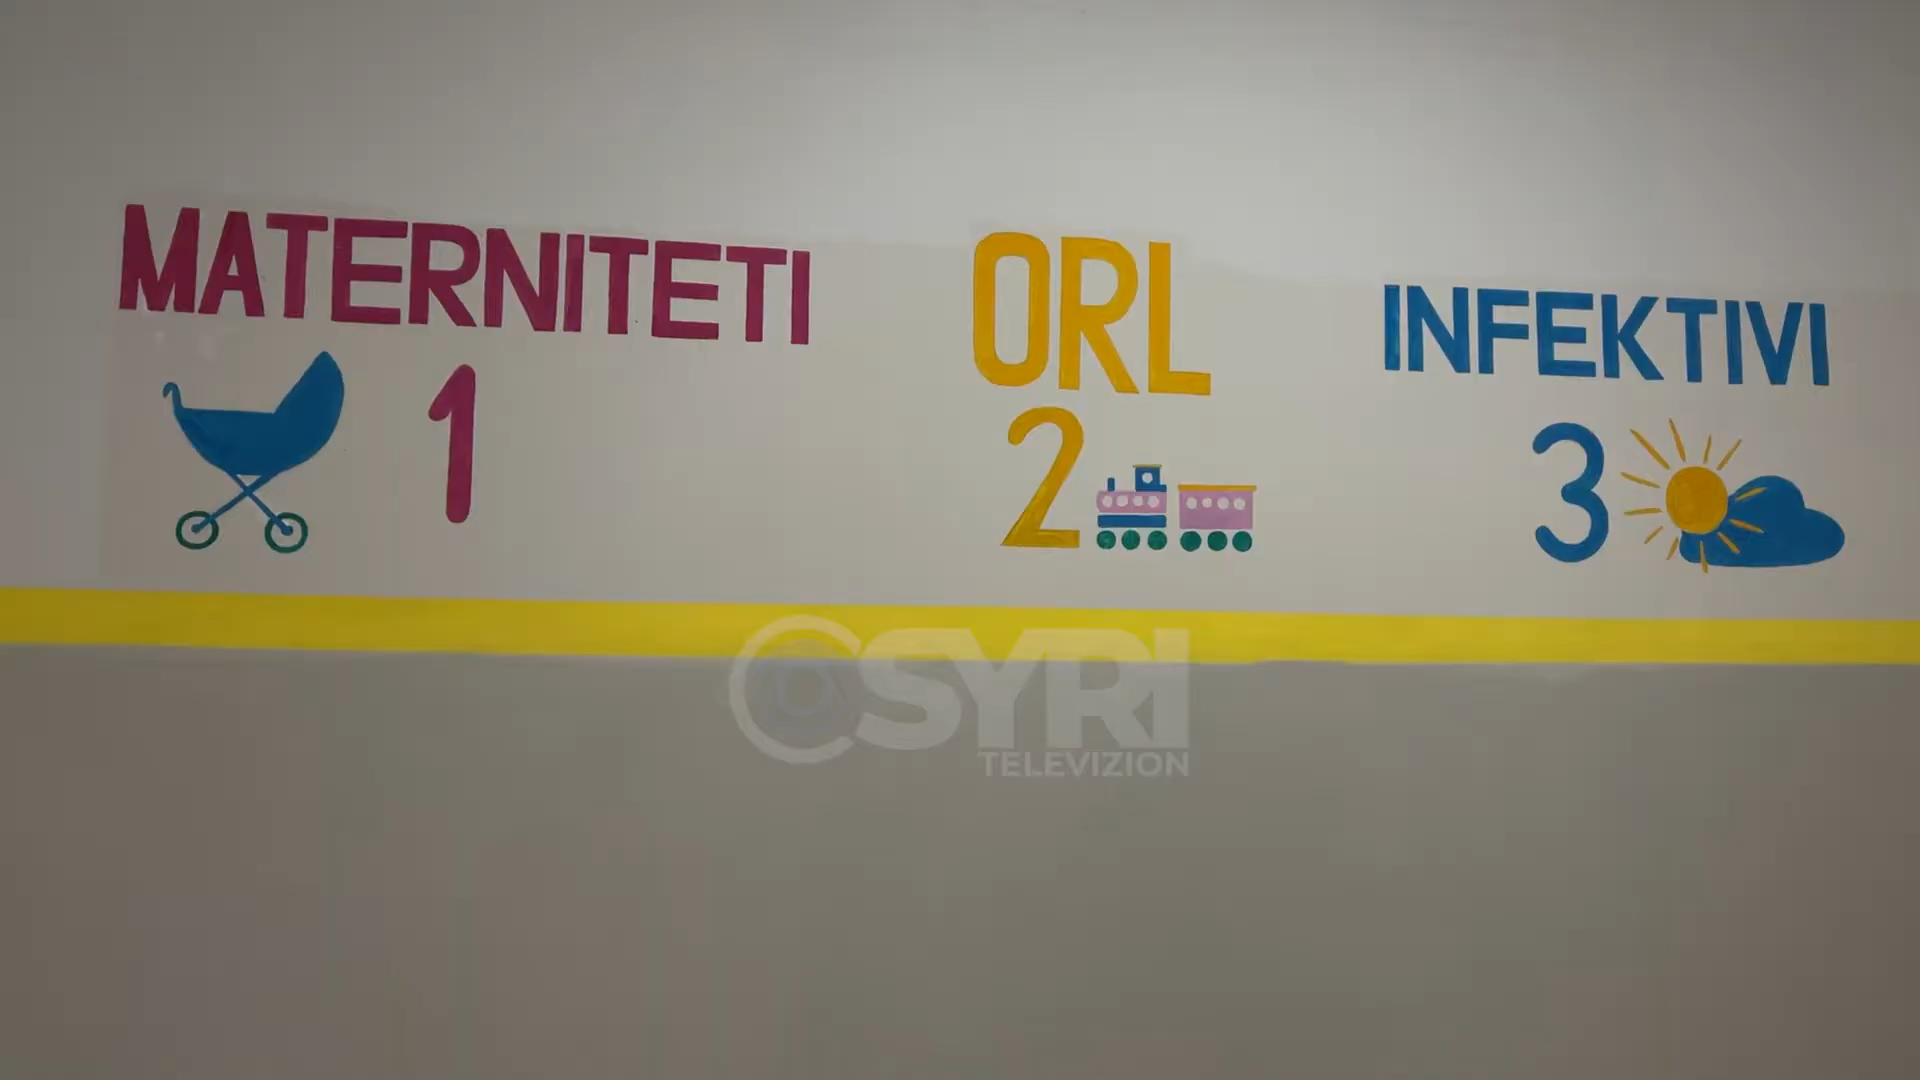 MATERNITETI
1
ORL
2
INFEKTIVI
3
SYRI
TELEVIZION